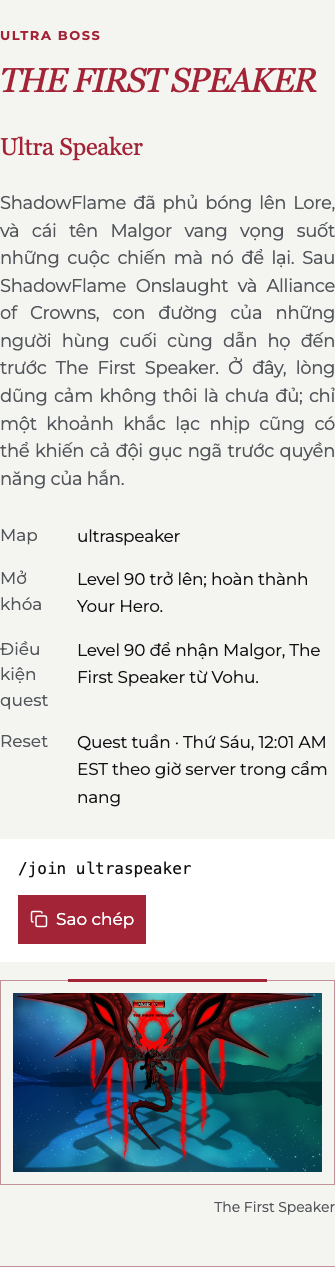 ULTRA BOSS
THE FIRST SPEAKER
Ultra Speaker
ShadowFlame đã phủ bóng lên Lore,
và cái tên Malgor vang vọng suốt
những cuộc chiến mà nó để lại. Sau
ShadowFlame Onslaught và Alliance
of Crowns, con đường của những
người hùng cuối cùng dẫn họ đến
trước The First Speaker. Ở đây, lòng
dũng cảm không thôi là chưa đủ; chỉ
một khoảnh khắc lạc nhịp cũng có
thể khiến cả đội gục ngã trước quyền
năng của hắn.
Map
ultraspeaker
Mở
khóa
Level 90 trở lên; hoàn thành
Your Hero.
Điều
kiện
quest
Level 90 để nhận Malgor, The
First Speaker từ Vohu.
Reset
Quest tuần · Thứ Sáu, 12:01 AM
EST theo giờ server trong cẩm
nang
/join ultraspeaker
Sao chép
The First Speaker